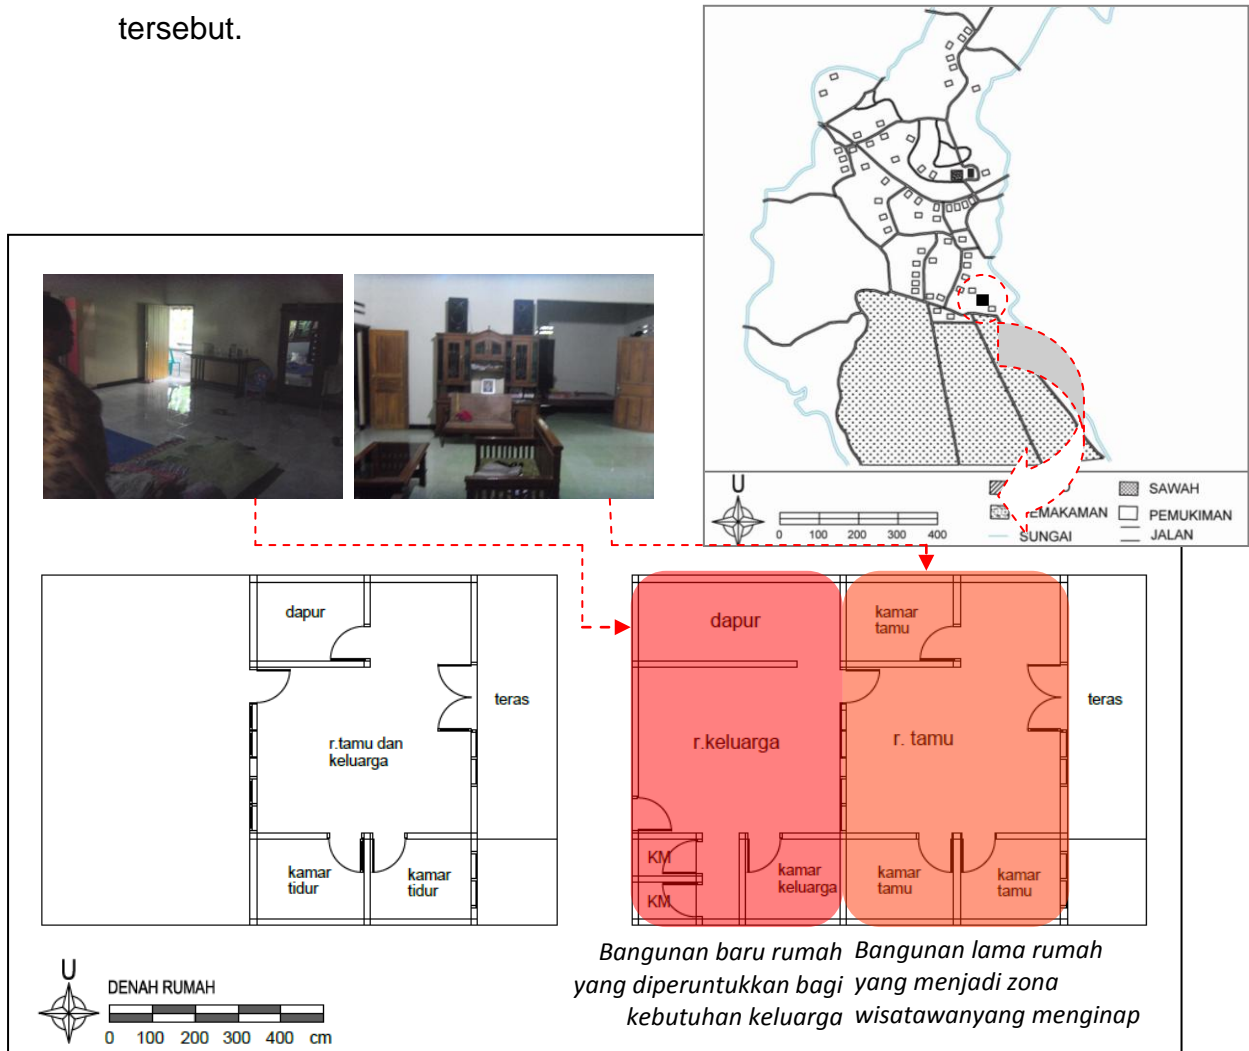 tersebut.
U
0 100 200 300 400
SAWAH
PEMAKAMAN
PEMUKIMAN
SUNGAI
JALAN
dapur
teras
r.tamu dan
keluarga
kamar
tidur
kamar
tidur
dapur
kamar
tamu
teras
r.keluarga
r. tamu
KM
KM
kamar
keluarga
kamar
tamu
kamar
tamu
Bangunan baru rumah
yang diperuntukkan bagi
kebutuhan keluarga
Bangunan lama rumah
yang menjadi zona
wisatawanyang menginap
U
DENAH RUMAH
0 100 200 300 400 cm